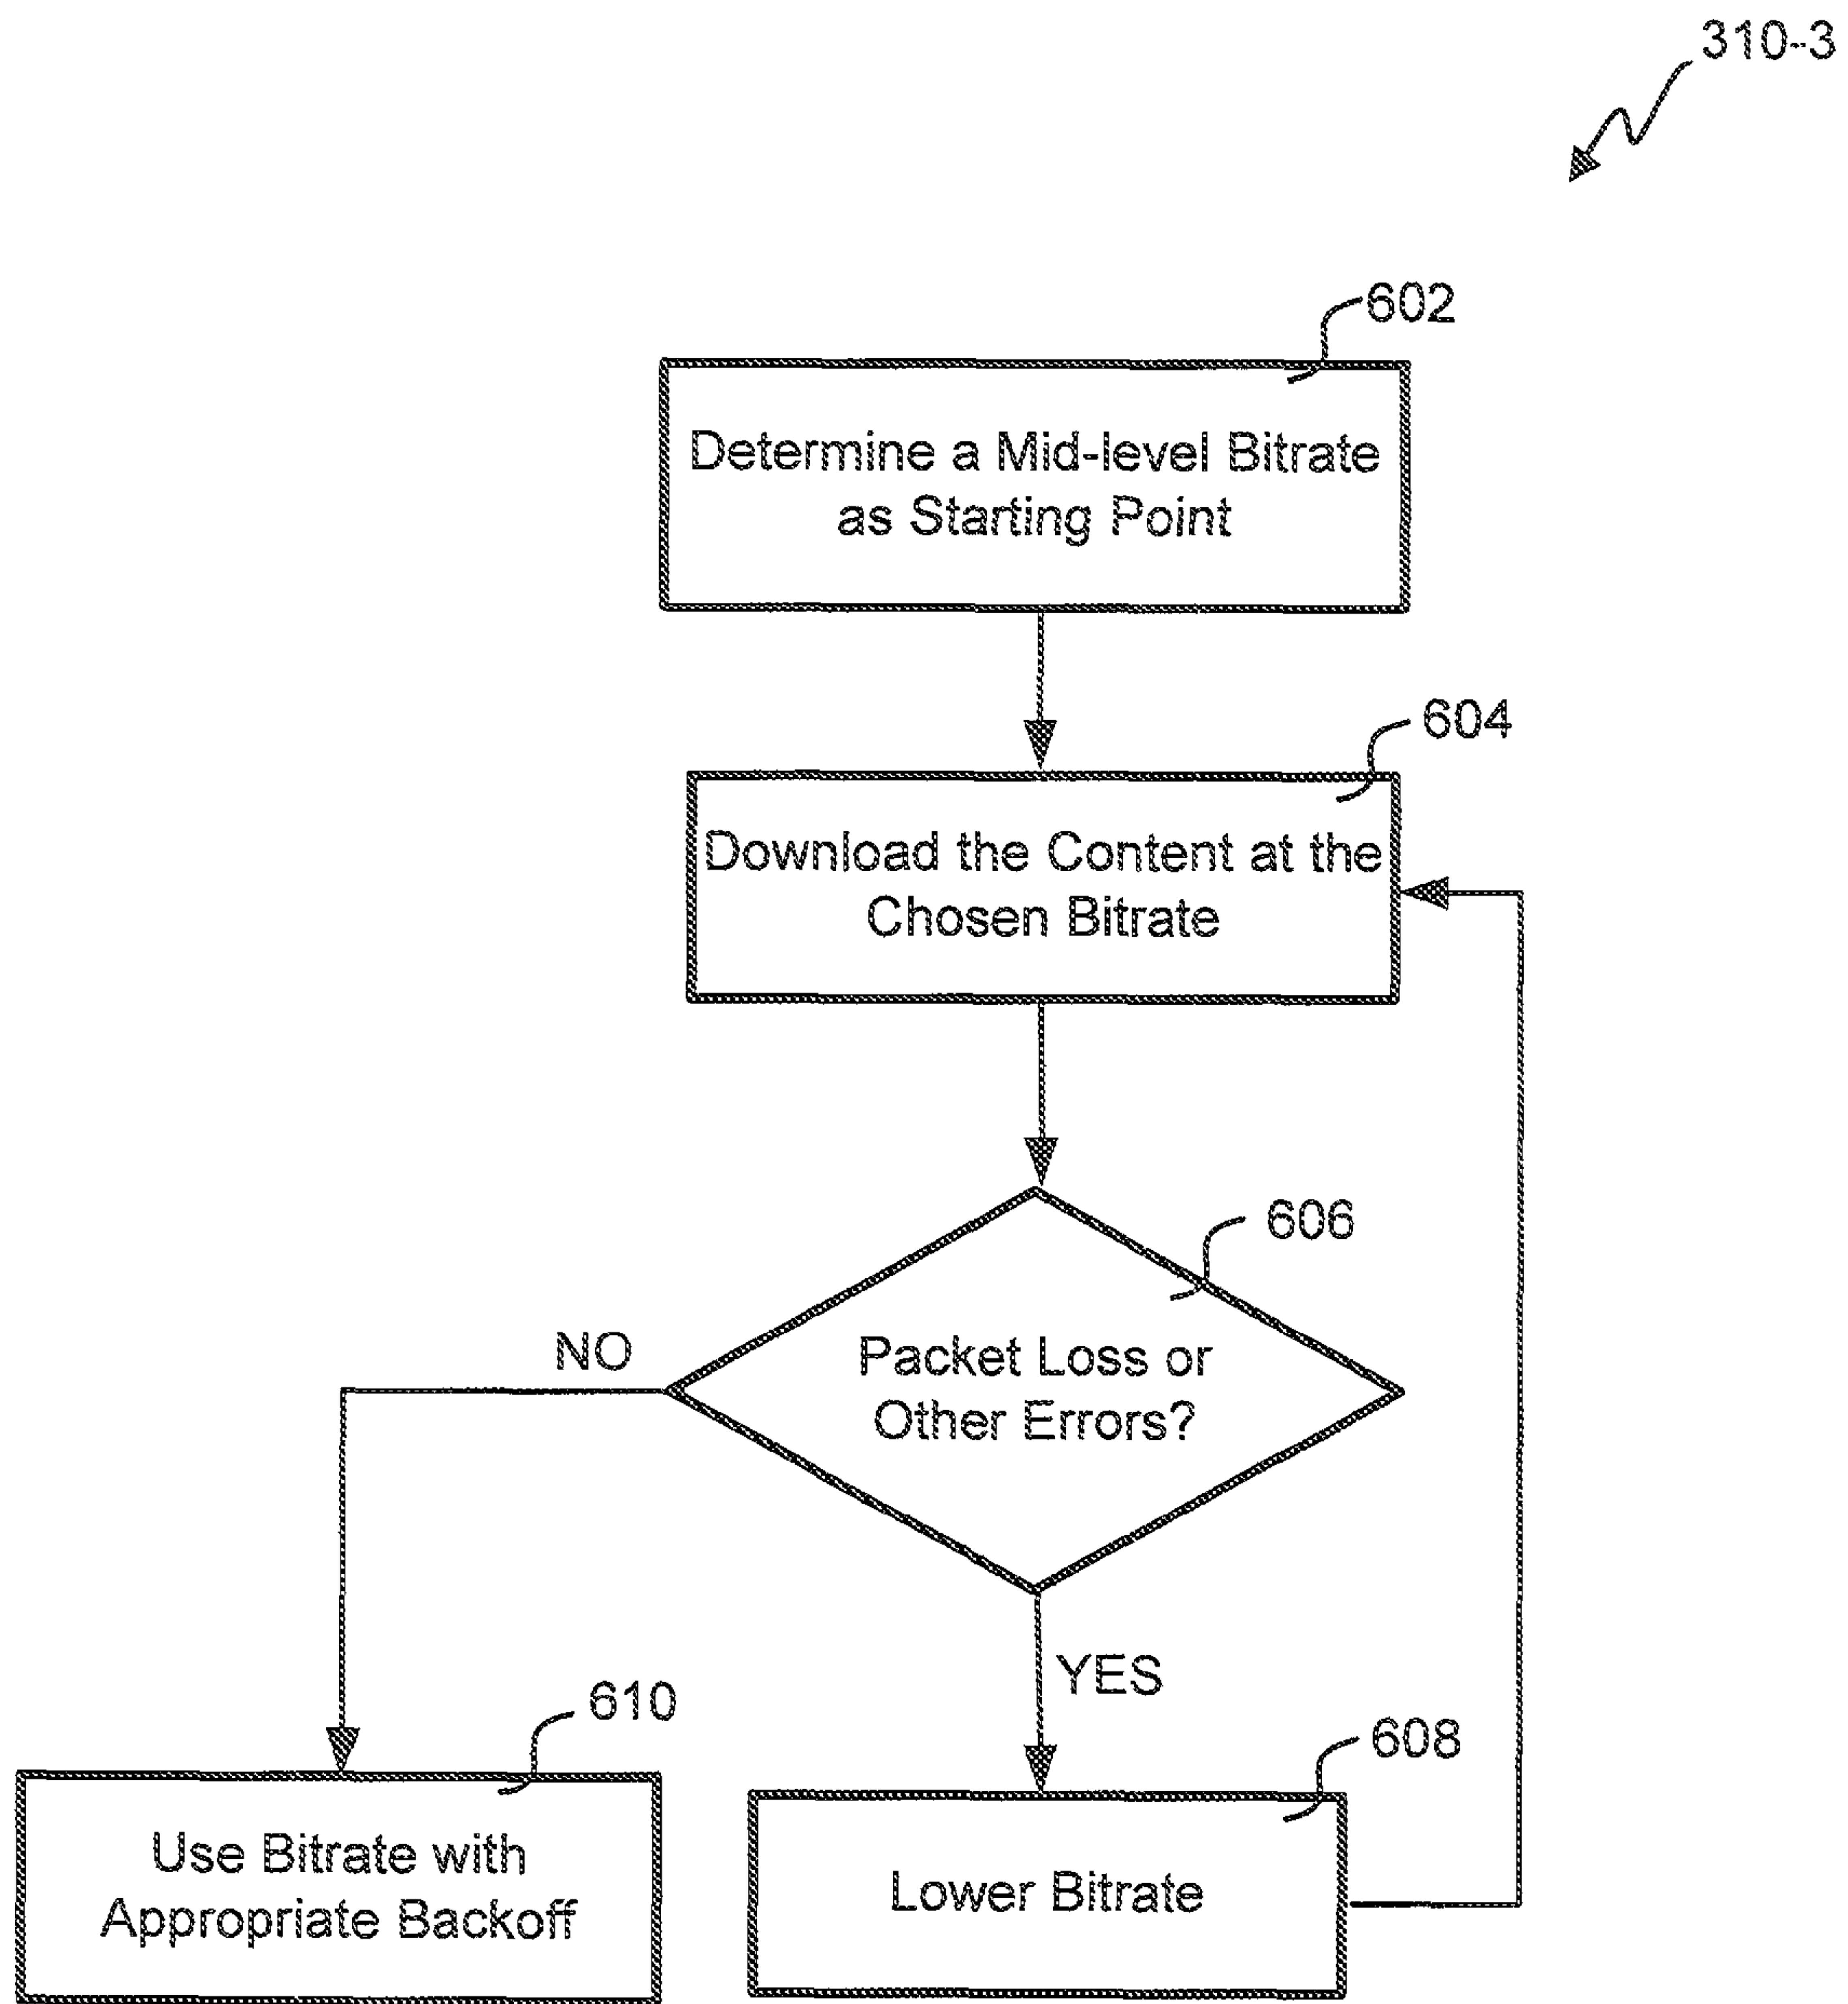 310-3
602
Determine a Mid-level Bitrate
as Starting Point
604
Download the Content at the
Chosen Bitrate
606
Packet Loss or
Other Errors?
NO
YES
610
Use Bitrate with
Appropriate Backoff
608
Lower Bitrate